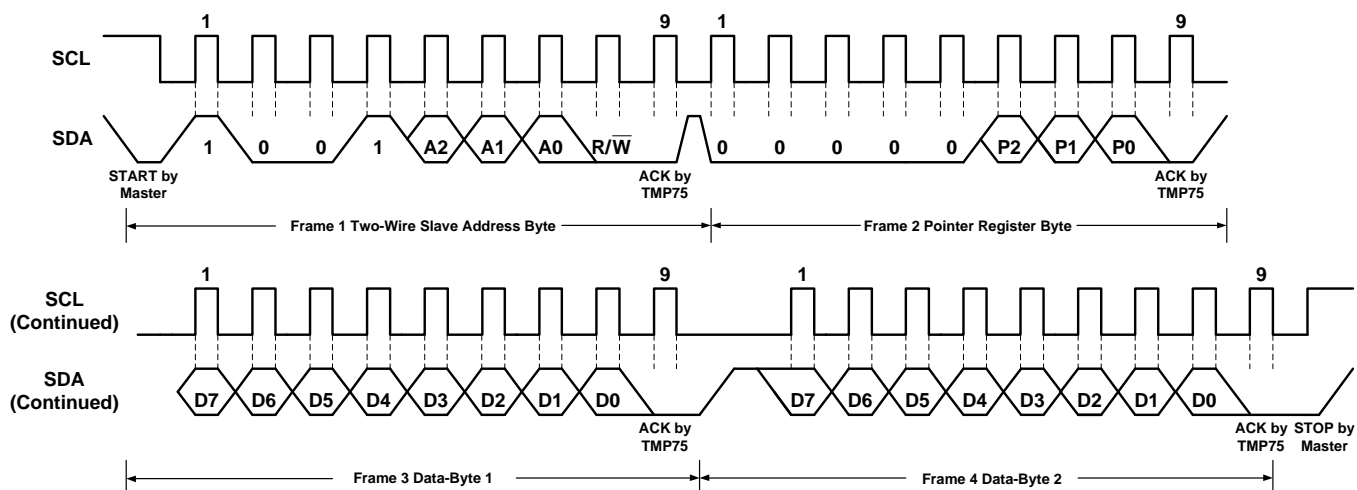 1 9 1 9
SCL
SDA
1 0 0 1 A2 A1 A0 R/W̅ 0 0 0 0 0 P2 P1 P0
START by
Master
ACK by
TMP75
ACK by
TMP75
Frame 1 Two-Wire Slave Address Byte
Frame 2 Pointer Register Byte
1 9 1 9
SCL
(Continued)
SDA
(Continued)
D7 D6 D5 D4 D3 D2 D1 D0 D7 D6 D5 D4 D3 D2 D1 D0
ACK by
TMP75
ACK by
TMP75
STOP by
Master
Frame 3 Data-Byte 1
Frame 4 Data-Byte 2